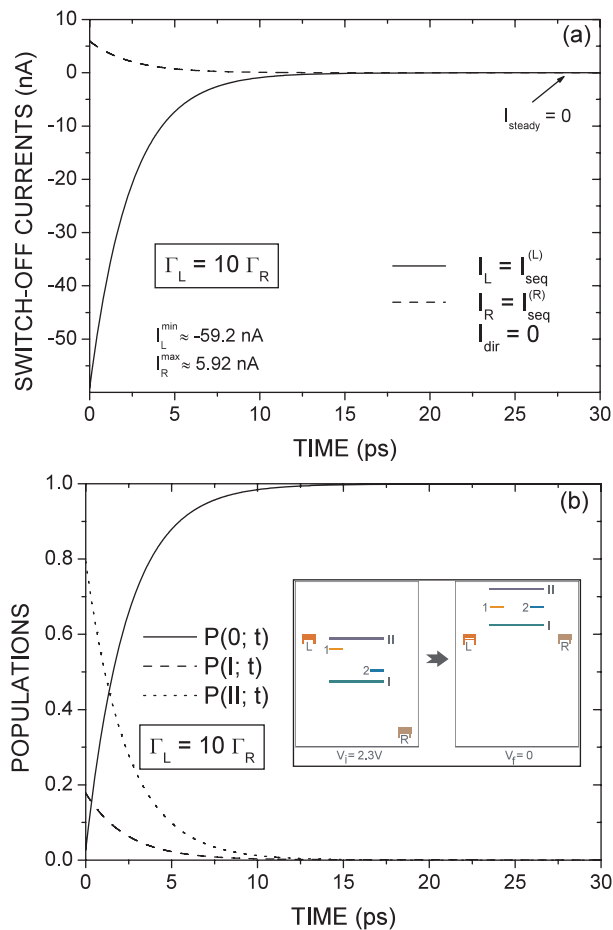 10
0
-10
-20
-30
-40
-50
SWITCH-OFF CURRENTS (nA)
(a)
I_steady = 0
Γ_L = 10 Γ_R
I_L^min ≈ -59.2 nA
I_R^max ≈ 5.92 nA
I_L = I_seq^(L)
I_R = I_seq^(R)
I_dir = 0
0 5 10 15 20 25 30
TIME (ps)
1.0
0.8
0.6
0.4
0.2
0.0
POPULATIONS
(b)
P(0; t)
P(I; t)
P(II; t)
Γ_L = 10 Γ_R
L
1
II
2
I
R
V_i = 2.3V
II
1
2
I
L
R
V_f = 0
0 5 10 15 20 25 30
TIME (ps)